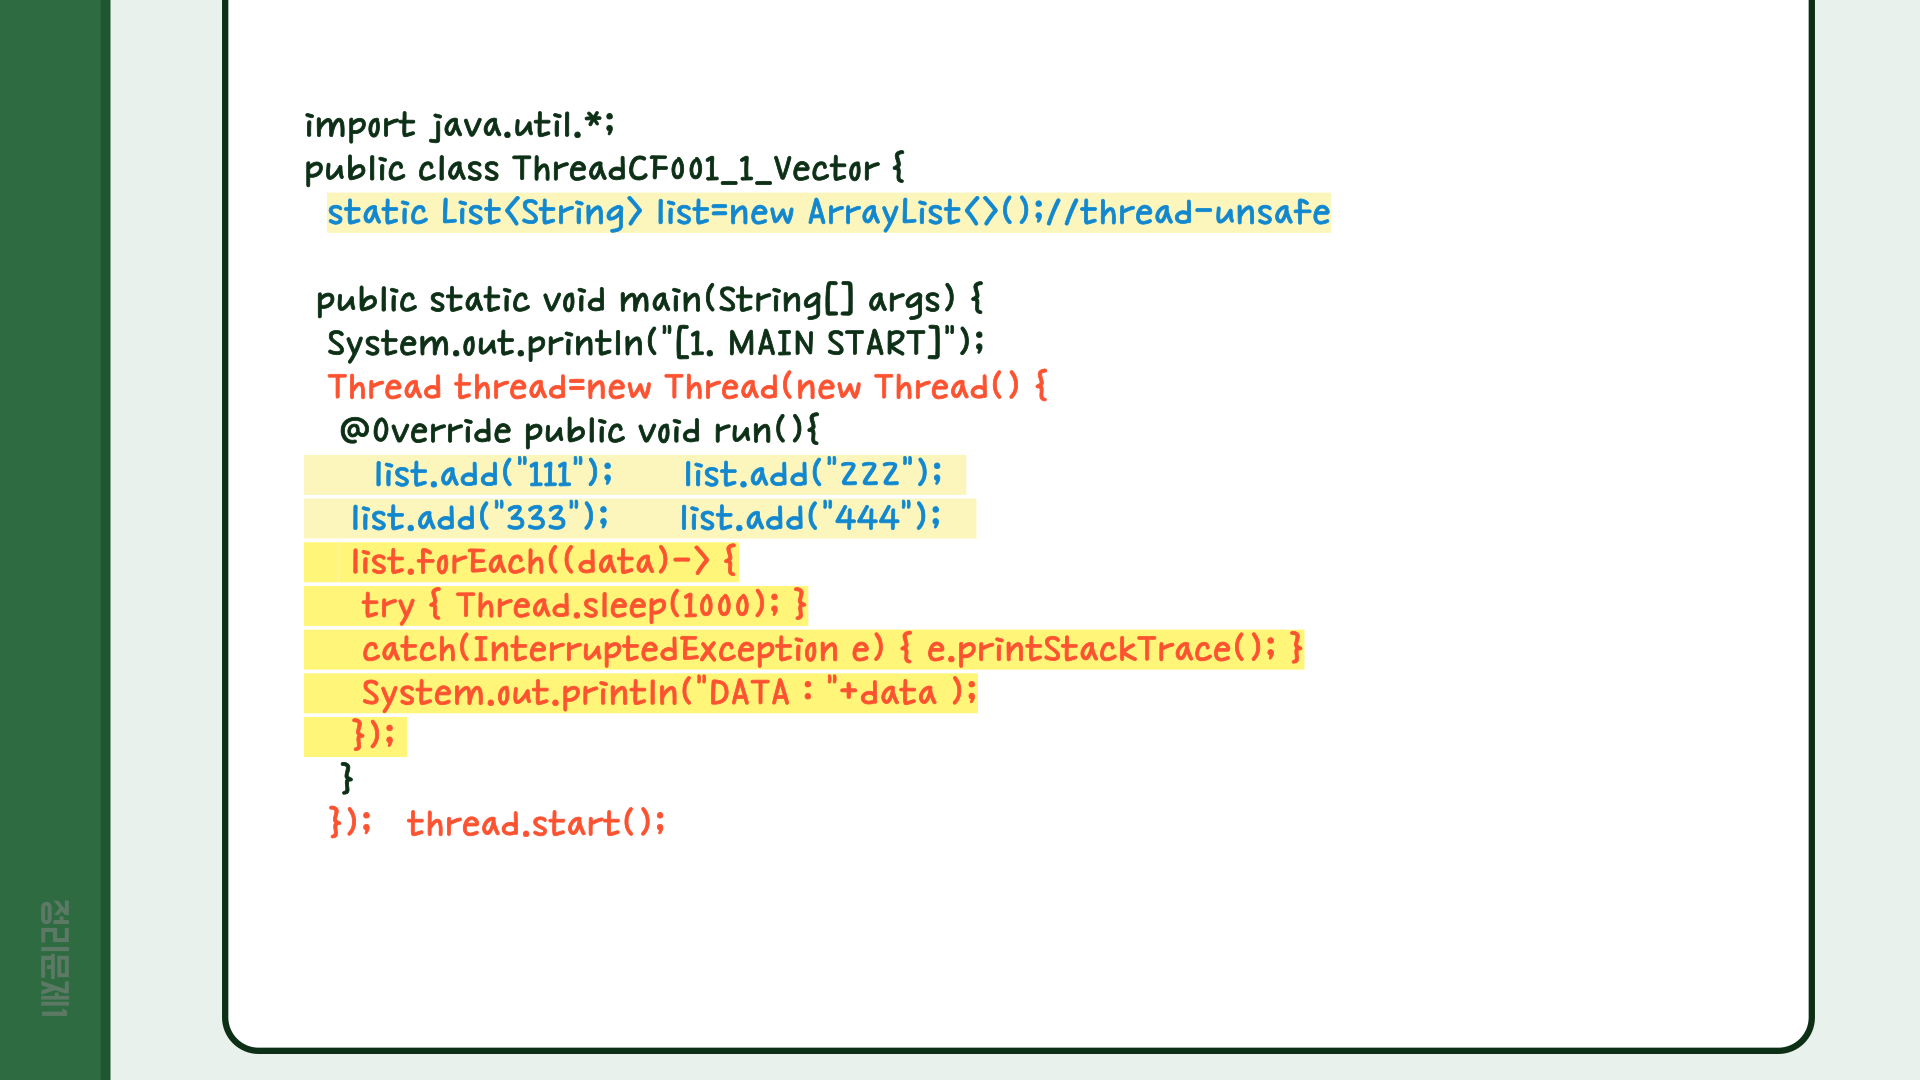 import java.util.*;
public class ThreadCF001_1_Vector {
static List<String> list=new ArrayList<>();//thread-unsafe
public static void main(String[] args) {
System.out.println("[1. MAIN START]");
Thread thread=new Thread(new Thread() {
@Override public void run(){
list.add("111"); list.add("222");
list.add("333"); list.add("444");
list.forEach((data)-> {
try { Thread.sleep(1000); }
catch(InterruptedException e) { e.printStackTrace(); }
System.out.println("DATA : "+data );
});
}
}); thread.start();
정리문제1